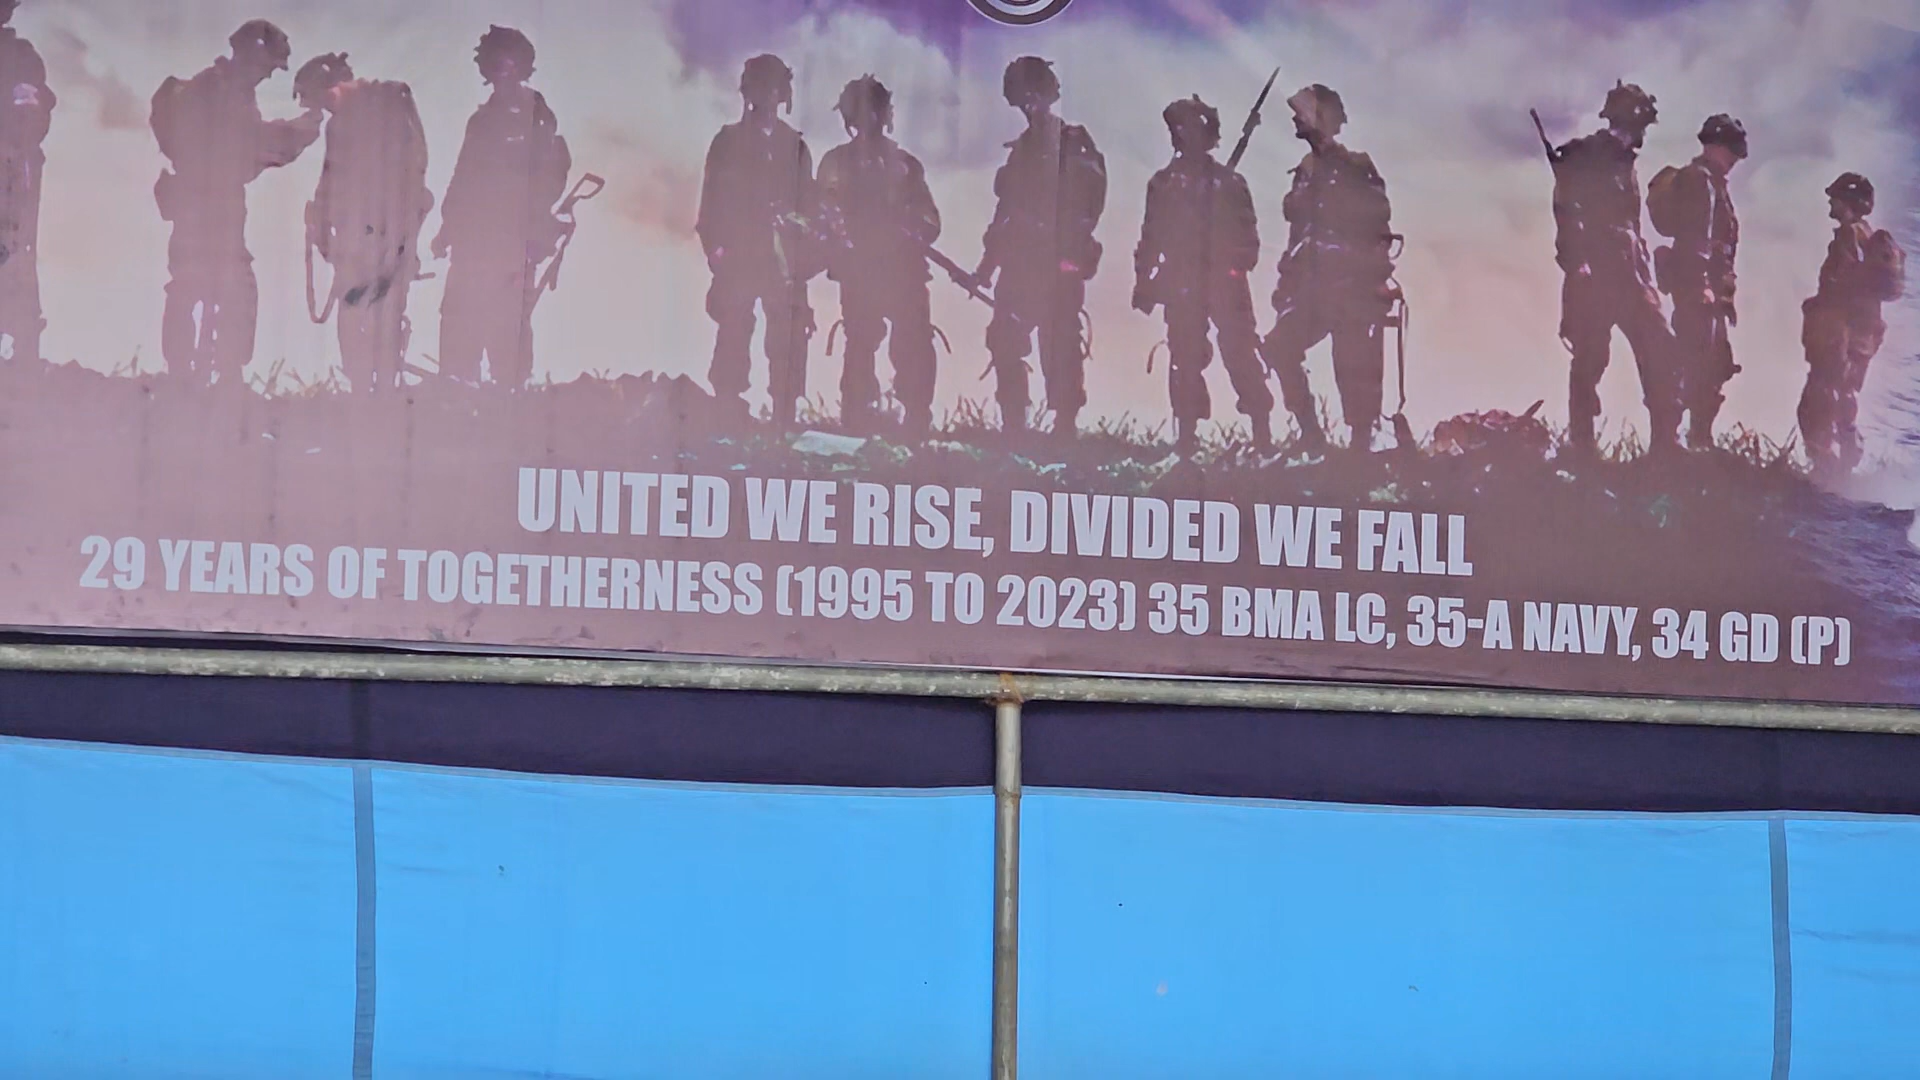 UNITED WE RISE, DIVIDED WE FALL
29 YEARS OF TOGETHERNESS (1995 TO 2023) 35 BMA LC, 35-A NAVY, 34 GD (P)